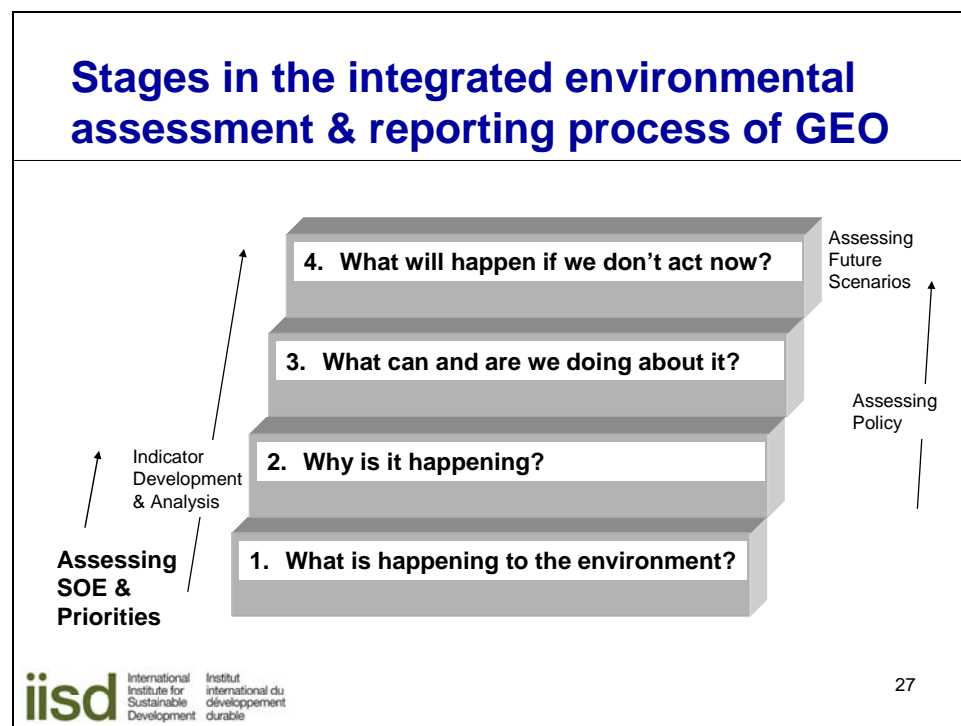 Stages in the integrated environmental
assessment & reporting process of GEO
4. What will happen if we don’t act now?
Assessing
Future
Scenarios
3. What can and are we doing about it?
Assessing
Policy
2. Why is it happening?
Indicator
Development
& Analysis
1. What is happening to the environment?
Assessing
SOE &
Priorities
iisd
International
Institute for
Sustainable
Development
Institut
international du
développement
durable
27